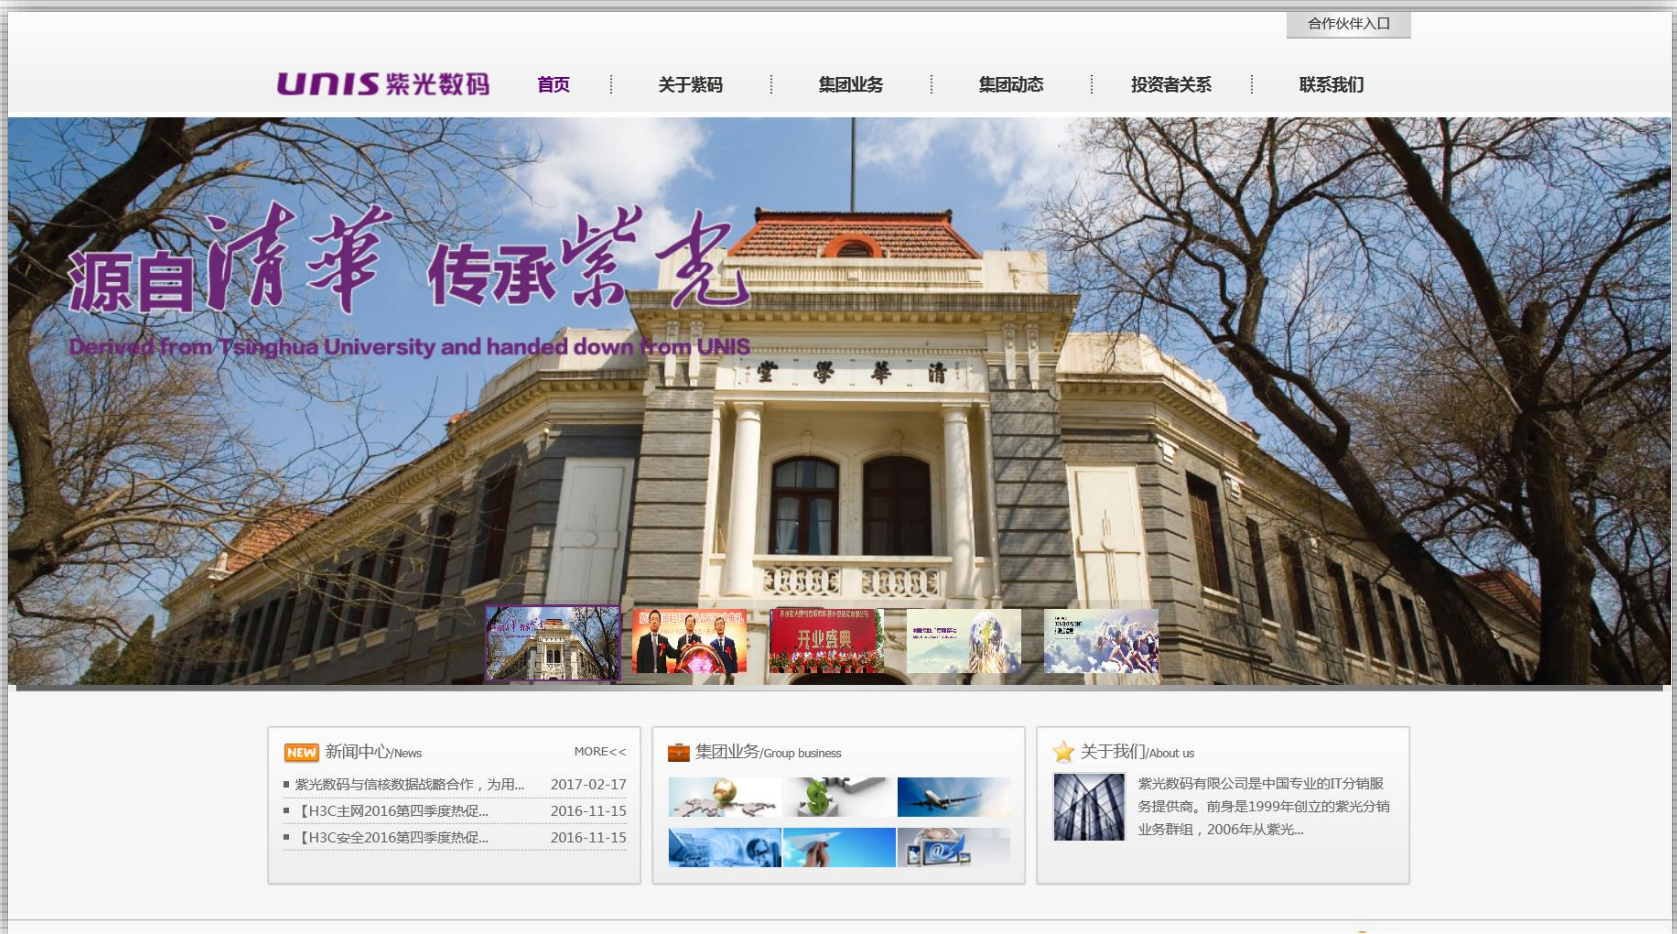 合作伙伴入口
UNIS 紫光数码
首页
关于紫码
集团业务
集团动态
投资者关系
联系我们
源自清華 传承紫光
Derived from Tsinghua University and handed down from UNIS
堂學華清
开业盛典
NEW 新闻中心/News MORE<<
紫光数码与信核数据战略合作，为用... 2017-02-17
【H3C主网2016第四季度热促... 2016-11-15
【H3C安全2016第四季度热促... 2016-11-15
集团业务/Group business
关于我们/About us
紫光数码有限公司是中国专业的IT分销服
务提供商。前身是1999年创立的紫光分销
业务群组，2006年从紫光...